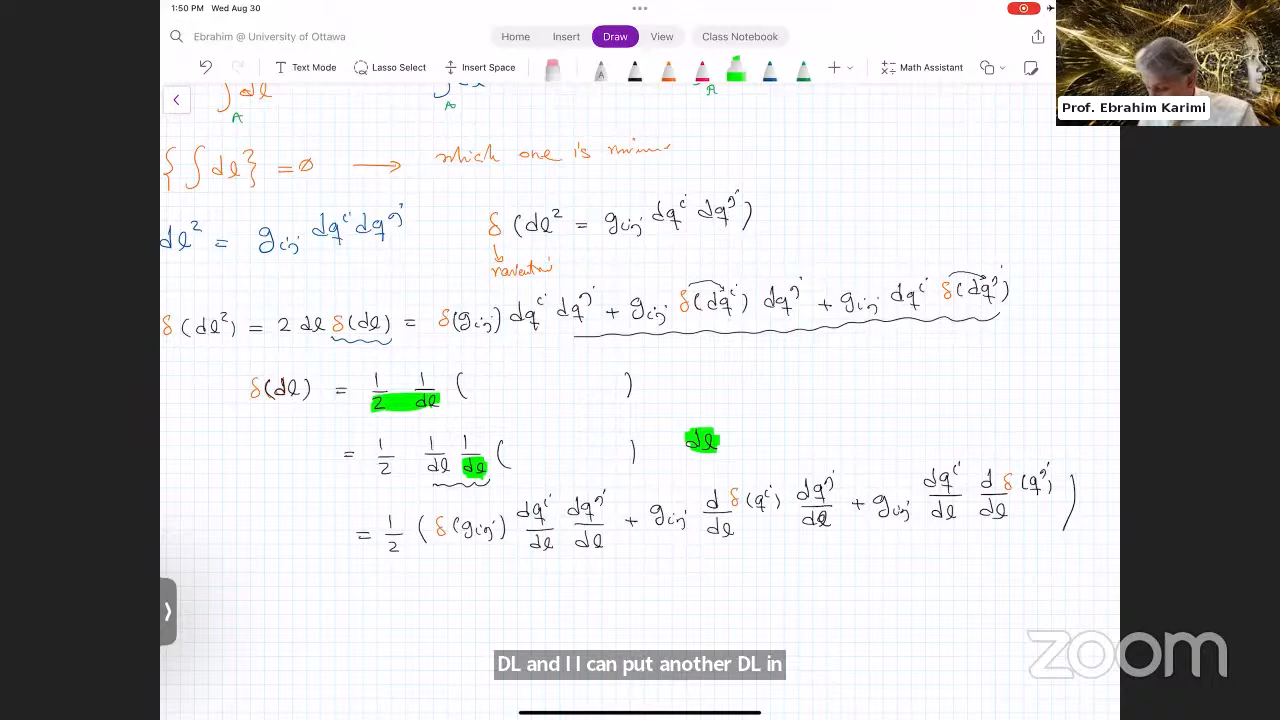 1:50 PM Wed Aug 30
Ebrahim @ University of Ottawa Home Insert Draw View Class Notebook
Text Mode Lasso Select Insert Space Math Assistant
Prof. Ebrahim Karimi
∫ dl
A
A
A
{∫ dl} = ∅ → which one is
dl² = g_ij dq^i dq^j
δ (dl² = g_ij dq^i dq^j)
δ(dl²) = 2 dl δ(dl) = δ(g_ij) dq^i dq^j + g_ij δ(dq^i) dq^j + g_ij dq^i δ(dq^j)
δ(dl) = 1/2 1/dl ( )
= 1/2 1/dl 1/dl ( ) dl
= 1/2 ( δ(g_ij) dq^i/dl dq^j/dl + g_ij d/dl δ(q^i) dq^j/dl + g_ij dq^i/dl d/dl δ(q^j) )
DL and I I can put another DL in
zoom